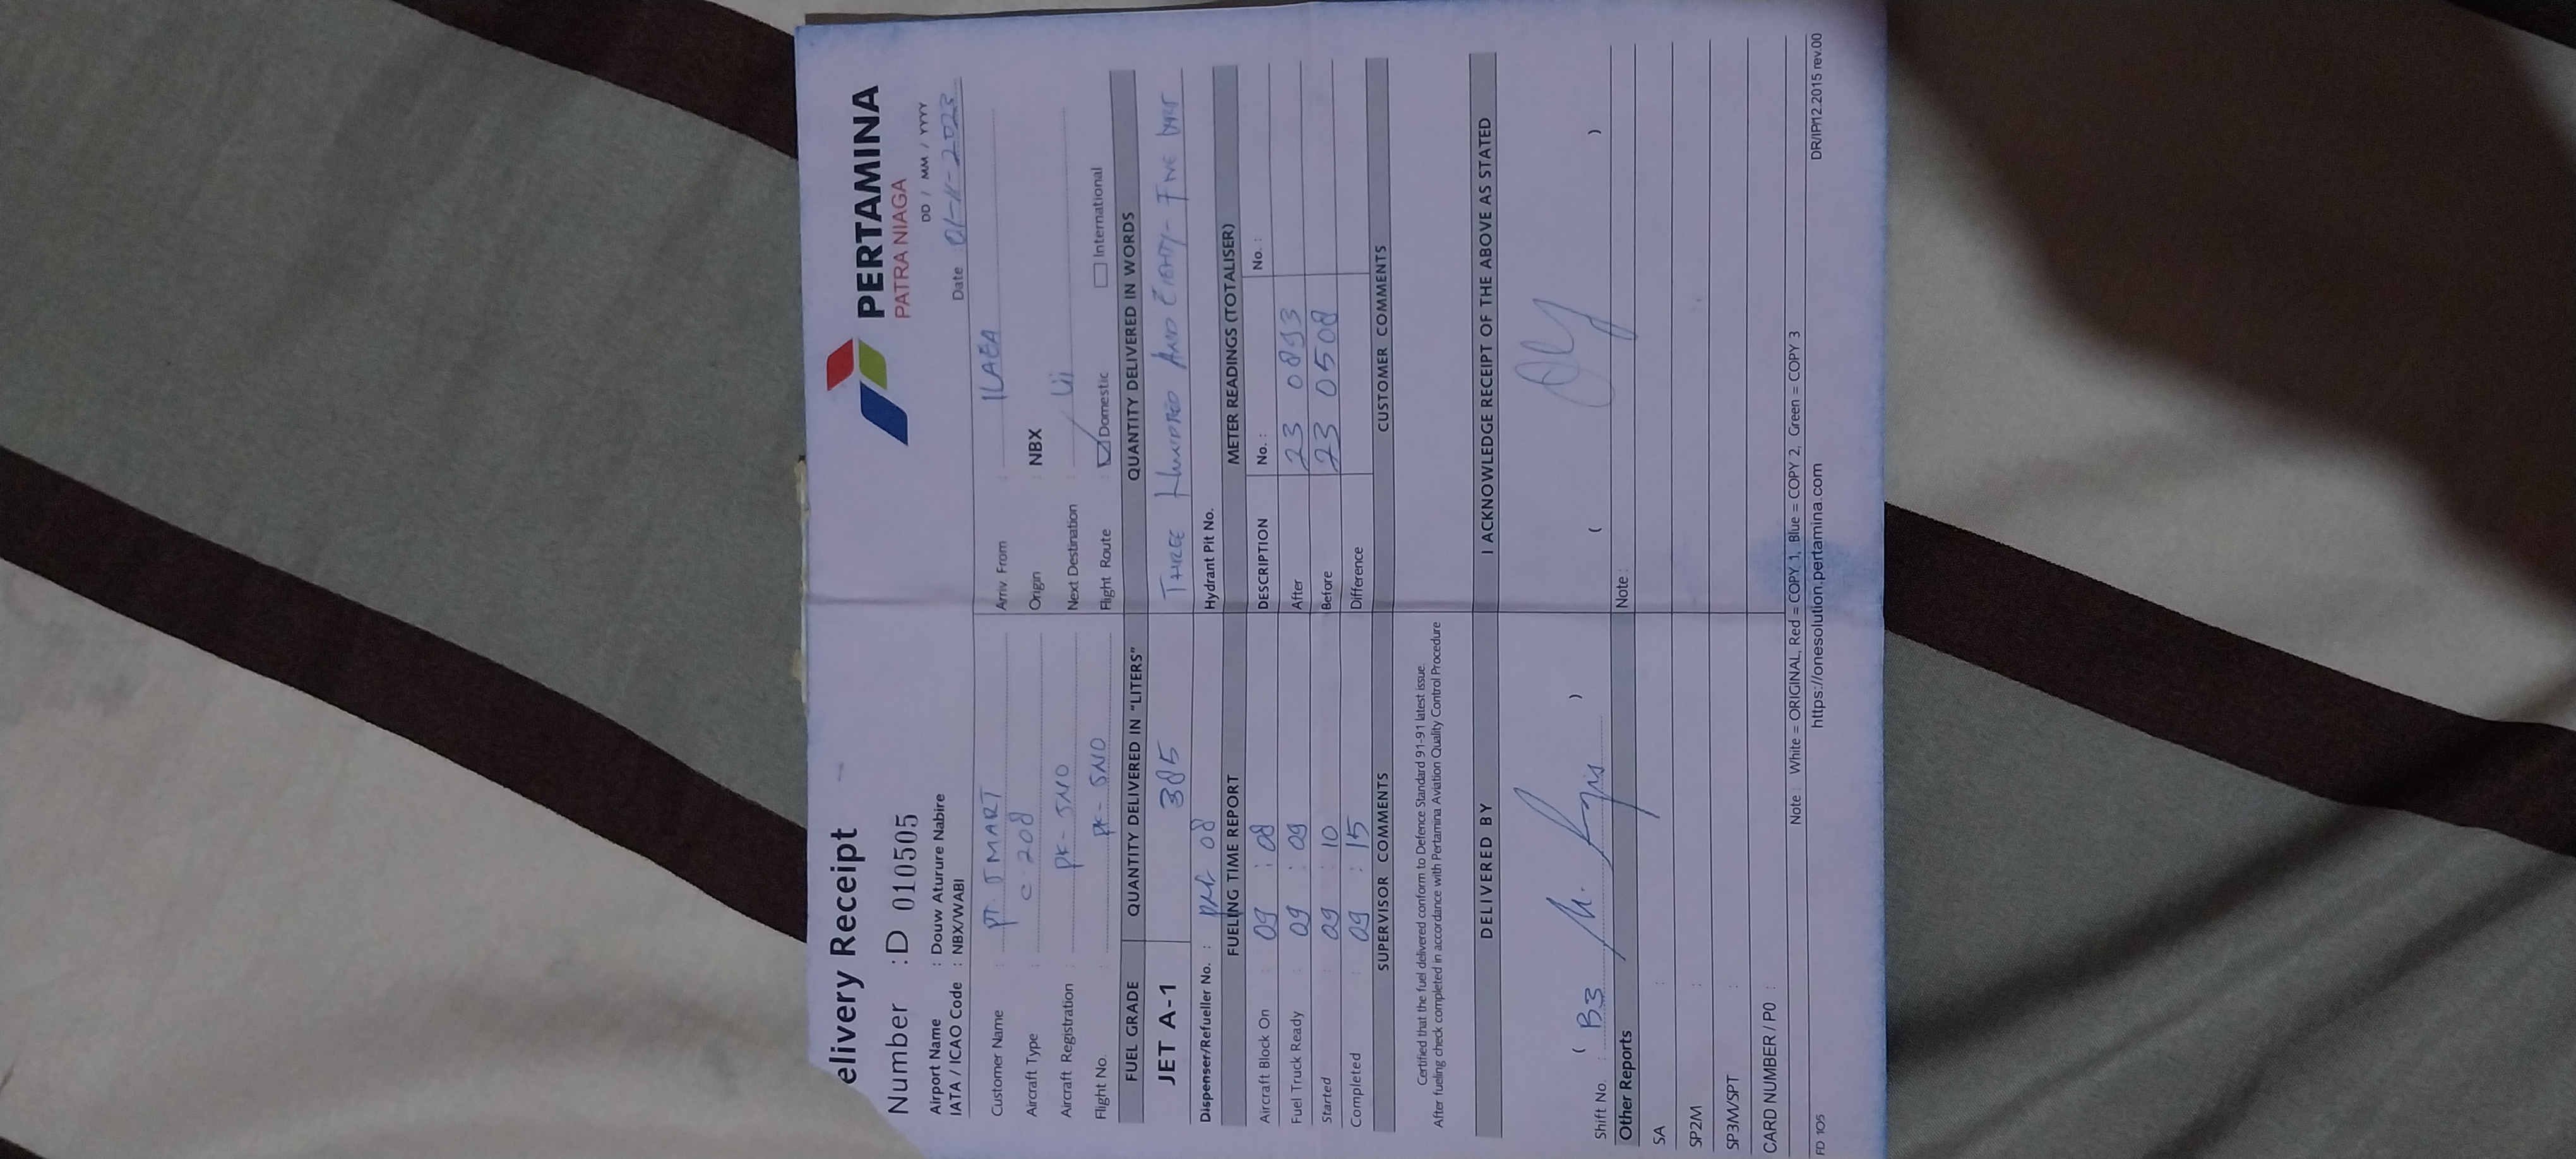 elivery Receipt
PERTAMINA
PATRA NIAGA
Number : D 010505
DD / MM / YYYY
Airport Name : Douw Aturure Nabire
Date 01-11-2023
IATA / ICAO Code : NBX/WABI
Customer Name : PT SMART
Arriv. From : ILAEA
Aircraft Type : C 208
Origin : NBX
Aircraft Registration : PK - SNO
Next Destination :
Flight No. : PK - SNO
Flight Route : Domestic International
FUEL GRADE QUANTITY DELIVERED IN "LITERS" QUANTITY DELIVERED IN WORDS
JET A-1 385 THREE HUNDRED AND EIGHTY - FIVE
Dispenser/Refueller No. : 08
Hydrant Pit No.
FUELING TIME REPORT METER READINGS (TOTALISER)
Aircraft Block On : 09 : 08
DESCRIPTION No. : No. :
Fuel Truck Ready : 09 : 09
After 23 0893
Started : 09 : 10
Before 23 0508
Completed : 09 : 15
Difference
SUPERVISOR COMMENTS CUSTOMER COMMENTS
Certified that the fuel delivered conform to Defence Standard 91-91 latest issue.
After fueling check completed in accordance with Pertamina Aviation Quality Control Procedure
DELIVERED BY I ACKNOWLEDGE RECEIPT OF THE ABOVE AS STATED
Shift No. : ( B3 ) ( )
Other Reports Note :
SA :
SP2M :
SP3M/SPT :
CARD NUMBER / PO :
Note : White = ORIGINAL, Red = COPY 1, Blue = COPY 2, Green = COPY 3
FD 105 https://onesolution.pertamina.com DR/IP/12.2015 rev.00